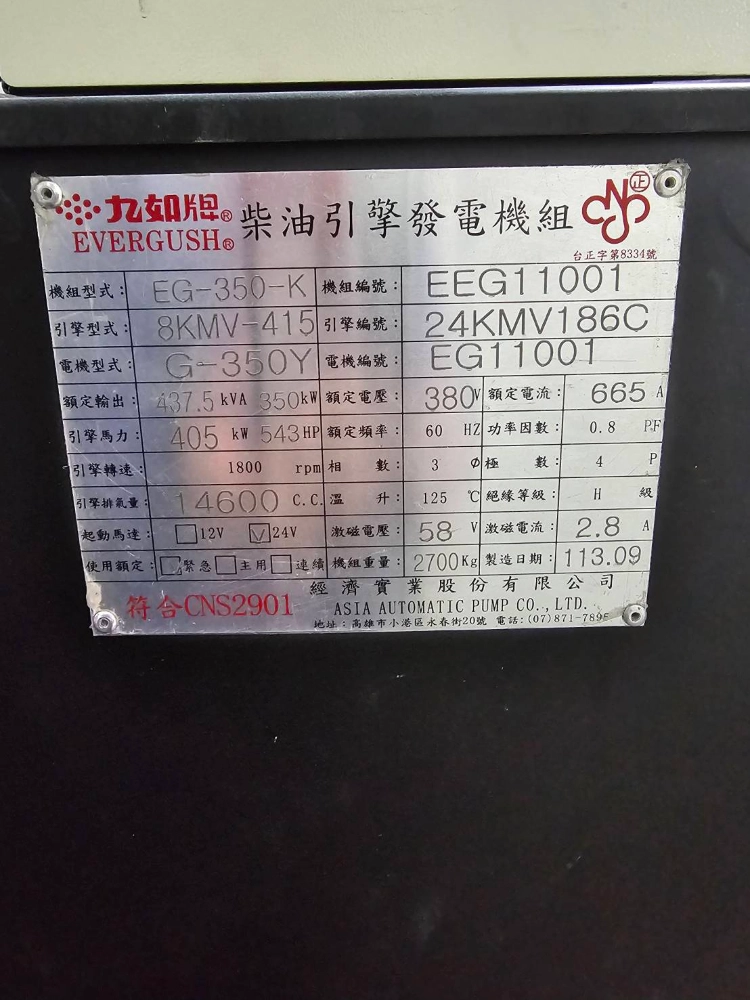 九如牌® 柴油引擎發電機組 正
EVERGUSH® 台正字第8334號
機組型式： EG-350-K 機組編號： EEG11001
引擎型式： 8KMV-415 引擎編號： 24KMV186C
電機型式： G-350Y 電機編號： EG11001
額定輸出： 437.5 kVA 350kW 額定電壓： 380V 額定電流： 665 A
引擎馬力： 405 kW 543HP 額定頻率： 60 HZ 功率因數： 0.8 P.F
引擎轉速： 1800 rpm 相 數： 3 Ø 極 數： 4 P
引擎排氣量： 14600 C.C. 溫 升： 125 ℃ 絕緣等級： H 級
起動馬達： □12V ☑24V 激磁電壓： 58 V 激磁電流： 2.8 A
使用額定： ☑緊急□主用□連續 機組重量： 2700Kg 製造日期： 113.09
經濟實業股份有限公司
符合CNS2901 ASIA AUTOMATIC PUMP CO., LTD.
地址：高雄市小港區永春街20號 電話：(07)871-7895